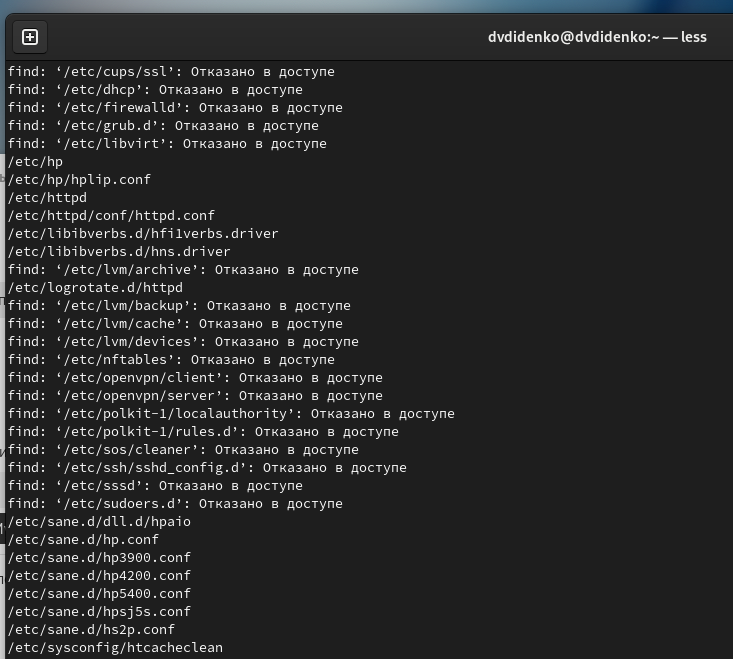 dvdidenko@dvdidenko:~ — less
find: ‘/etc/cups/ssl’: Отказано в доступе
find: ‘/etc/dhcp’: Отказано в доступе
find: ‘/etc/firewalld’: Отказано в доступе
find: ‘/etc/grub.d’: Отказано в доступе
find: ‘/etc/libvirt’: Отказано в доступе
/etc/hp
/etc/hp/hplip.conf
/etc/httpd
/etc/httpd/conf/httpd.conf
/etc/libibverbs.d/hfi1verbs.driver
/etc/libibverbs.d/hns.driver
find: ‘/etc/lvm/archive’: Отказано в доступе
/etc/logrotate.d/httpd
find: ‘/etc/lvm/backup’: Отказано в доступе
find: ‘/etc/lvm/cache’: Отказано в доступе
find: ‘/etc/lvm/devices’: Отказано в доступе
find: ‘/etc/nftables’: Отказано в доступе
find: ‘/etc/openvpn/client’: Отказано в доступе
find: ‘/etc/openvpn/server’: Отказано в доступе
find: ‘/etc/polkit-1/localauthority’: Отказано в доступе
find: ‘/etc/polkit-1/rules.d’: Отказано в доступе
find: ‘/etc/sos/cleaner’: Отказано в доступе
find: ‘/etc/ssh/sshd_config.d’: Отказано в доступе
find: ‘/etc/sssd’: Отказано в доступе
find: ‘/etc/sudoers.d’: Отказано в доступе
/etc/sane.d/dll.d/hpaio
/etc/sane.d/hp.conf
/etc/sane.d/hp3900.conf
/etc/sane.d/hp4200.conf
/etc/sane.d/hp5400.conf
/etc/sane.d/hpsj5s.conf
/etc/sane.d/hs2p.conf
/etc/sysconfig/htcacheclean